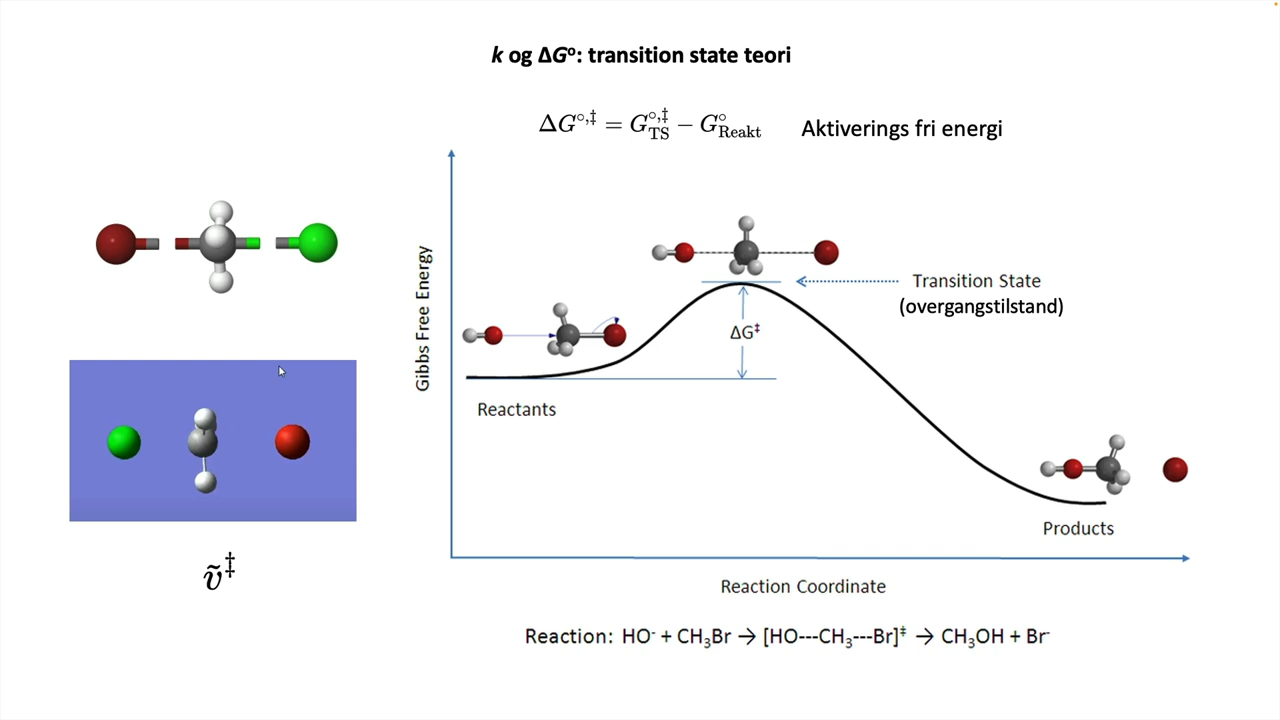 k og ΔGº: transition state teori
ΔG°,‡ = G°,‡TS − G°Reakt
Aktiverings fri energi
Gibbs Free Energy
Transition State
(overgangstilstand)
ΔG‡
Reactants
Products
ṽ‡
Reaction Coordinate
Reaction: HO⁻ + CH₃Br → [HO---CH₃---Br]‡ → CH₃OH + Br⁻